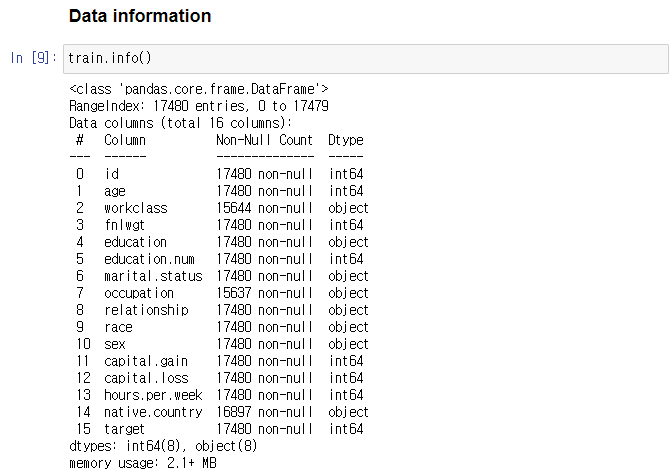 Data information
In [9]: train.info()
<class 'pandas.core.frame.DataFrame'>
RangeIndex: 17480 entries, 0 to 17479
Data columns (total 16 columns):
 #   Column          Non-Null Count  Dtype
---  ------          --------------  -----
 0   id              17480 non-null  int64
 1   age             17480 non-null  int64
 2   workclass       15644 non-null  object
 3   fnlwgt          17480 non-null  int64
 4   education       17480 non-null  object
 5   education.num   17480 non-null  int64
 6   marital.status  17480 non-null  object
 7   occupation      15637 non-null  object
 8   relationship    17480 non-null  object
 9   race            17480 non-null  object
 10  sex             17480 non-null  object
 11  capital.gain    17480 non-null  int64
 12  capital.loss    17480 non-null  int64
 13  hours.per.week  17480 non-null  int64
 14  native.country  16897 non-null  object
 15  target          17480 non-null  int64
dtypes: int64(8), object(8)
memory usage: 2.1+ MB